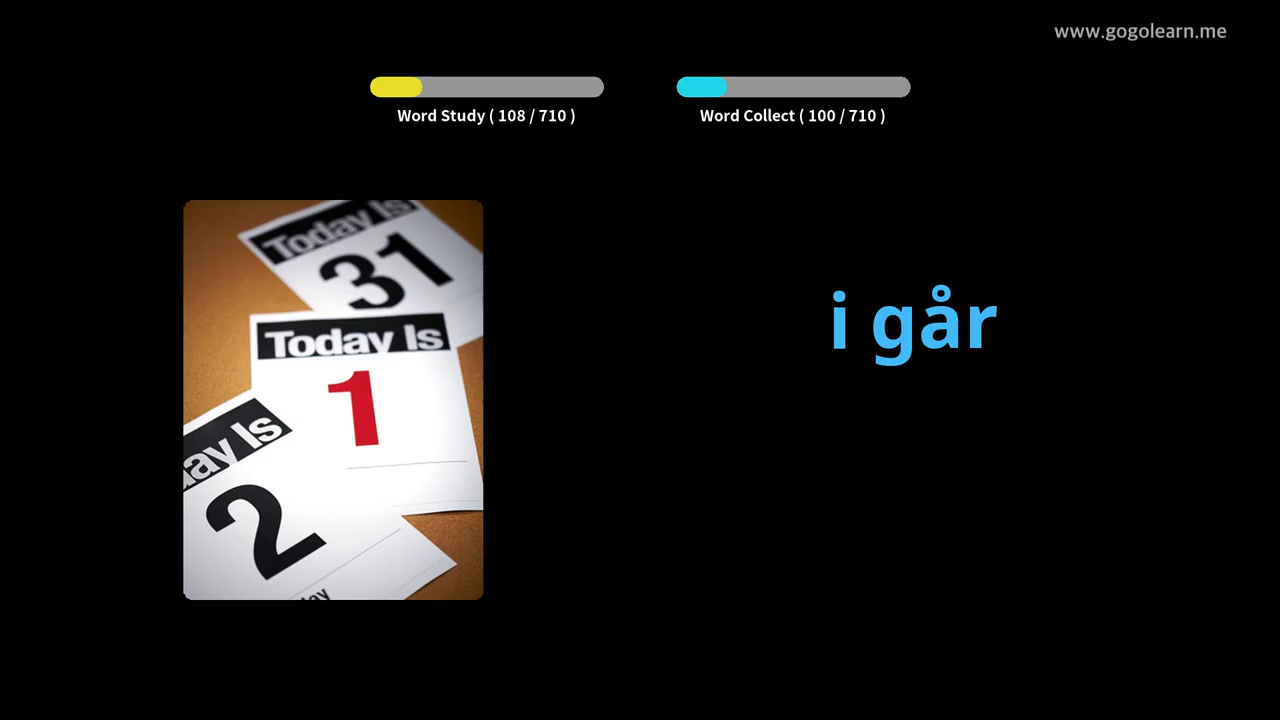 www.gogolearn.me
Word Study ( 108 / 710 )
Word Collect ( 100 / 710 )
Today Is
31
Today Is
1
ay Is
2
i går